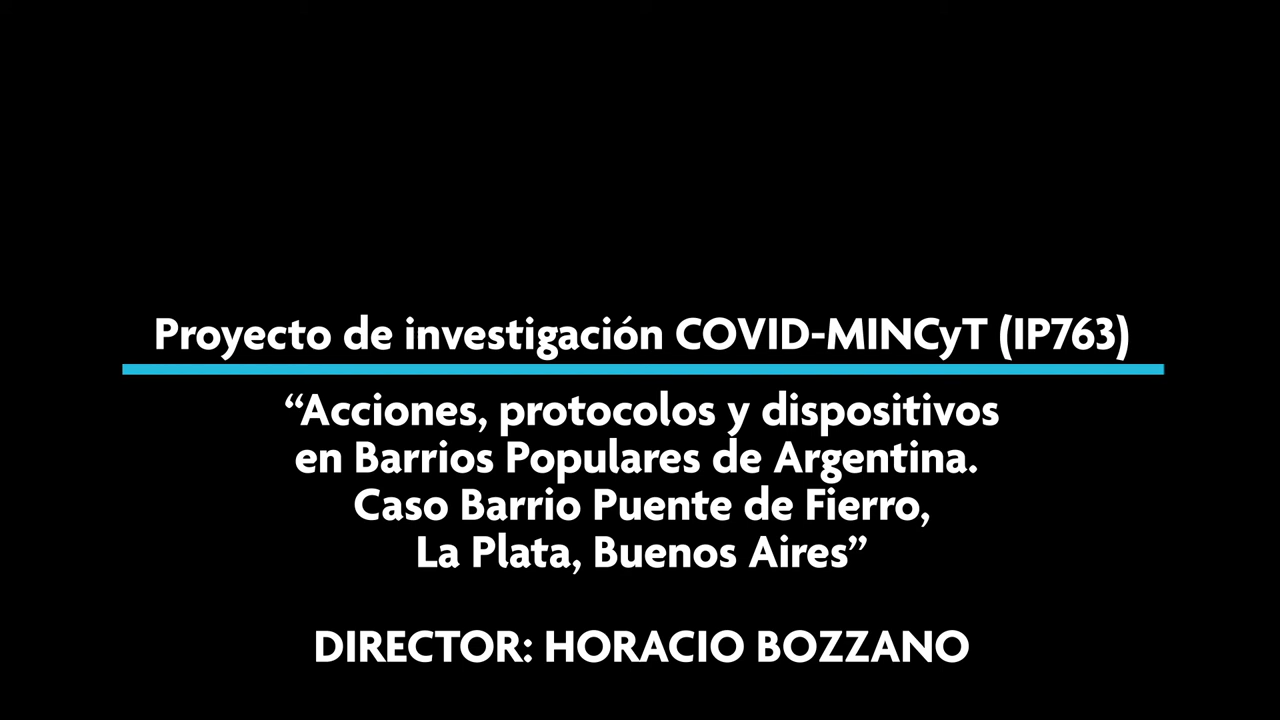 Proyecto de investigación COVID-MINCyT (IP763)
“Acciones, protocolos y dispositivos
en Barrios Populares de Argentina.
Caso Barrio Puente de Fierro,
La Plata, Buenos Aires”
DIRECTOR: HORACIO BOZZANO